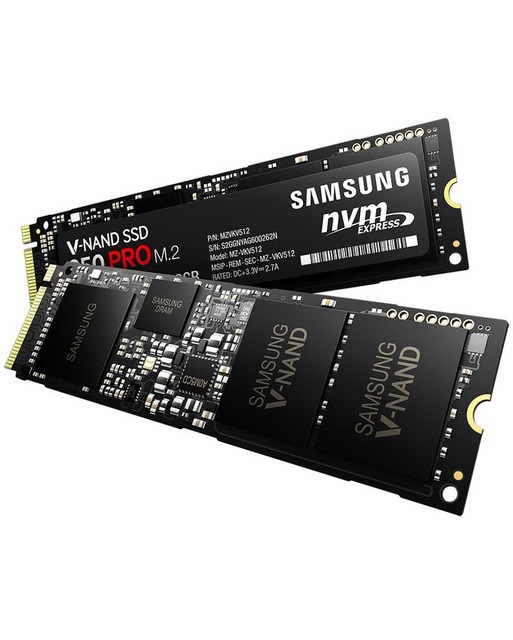 SAMSUNG
nvm
EXPRESS
V-NAND SSD
PRO M.2
P/N: MZVKV512
S/N: S2GGNYAG600262N
Model: MZ-VKV512
MSIP-REM-SEC-MZ-VKV512
RATED: DC+3.3V 2.7A
SAMSUNG
SAMSUNG
DRAM
SAMSUNG
V-NAND
SAMSUNG
V-NAND